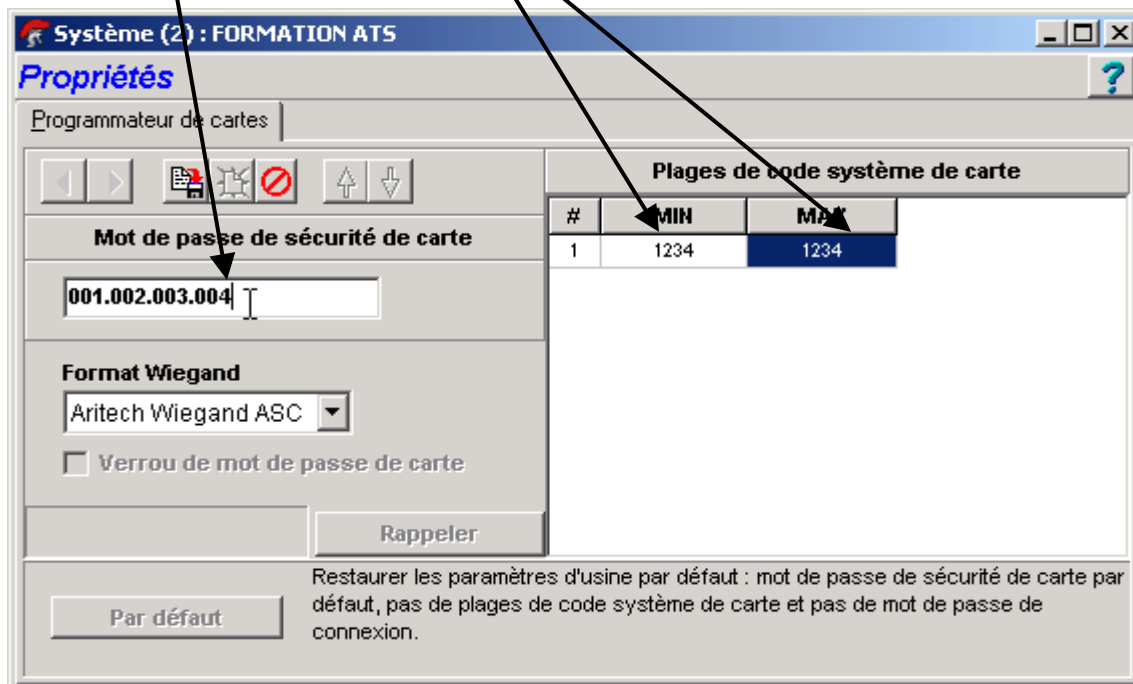 Système (2) : FORMATION ATS
Propriétés
?
Programmateur de cartes
Plages de code système de carte
# MIN MAX
1 1234 1234
Mot de passe de sécurité de carte
001.002.003.004
Format Wiegand
Aritech Wiegand ASC
Verrou de mot de passe de carte
Rappeler
Par défaut
Restaurer les paramètres d'usine par défaut : mot de passe de sécurité de carte par
défaut, pas de plages de code système de carte et pas de mot de passe de
connexion.